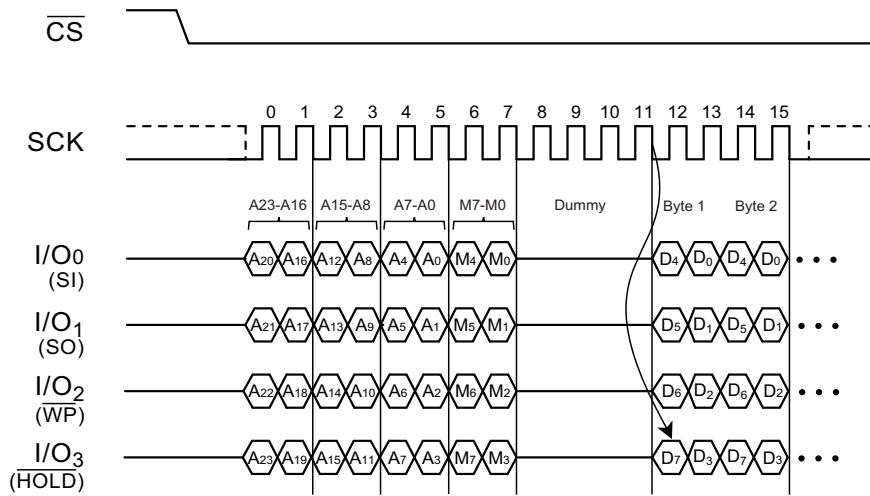 CS
0 1 2 3 4 5 6 7 8 9 10 11 12 13 14 15
SCK
A23-A16 A15-A8 A7-A0 M7-M0 Dummy Byte 1 Byte 2
I/O0 A20 A16 A12 A8 A4 A0 M4 M0 D4 D0 D4 D0 • • •
(SI)
I/O1 A21 A17 A13 A9 A5 A1 M5 M1 D5 D1 D5 D1 • • •
(SO)
I/O2 A22 A18 A14 A10 A6 A2 M6 M2 D6 D2 D6 D2 • • •
(WP)
I/O3 A23 A19 A15 A11 A7 A3 M7 M3 D7 D3 D7 D3 • • •
(HOLD)